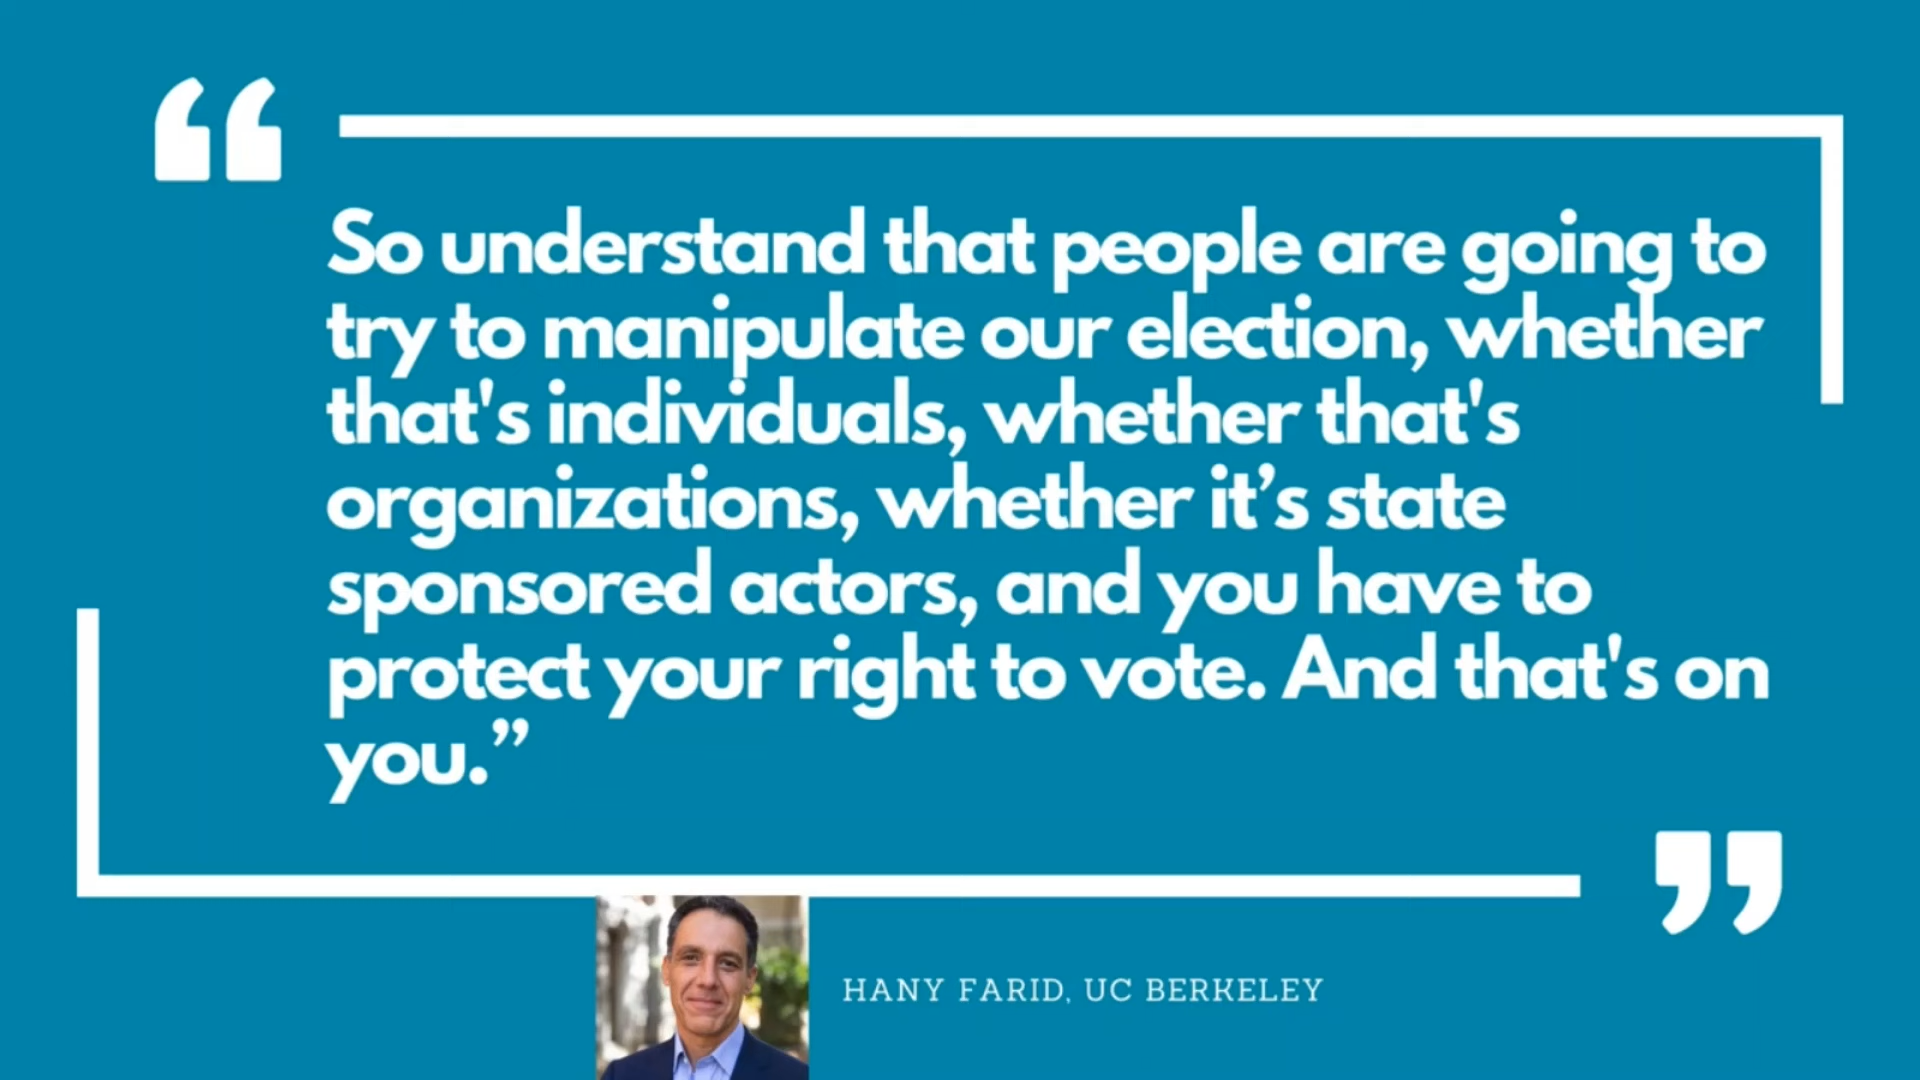 “
So understand that people are going to
try to manipulate our election, whether
that's individuals, whether that's
organizations, whether it’s state
sponsored actors, and you have to
protect your right to vote. And that's on
you.”
”
HANY FARID, UC BERKELEY